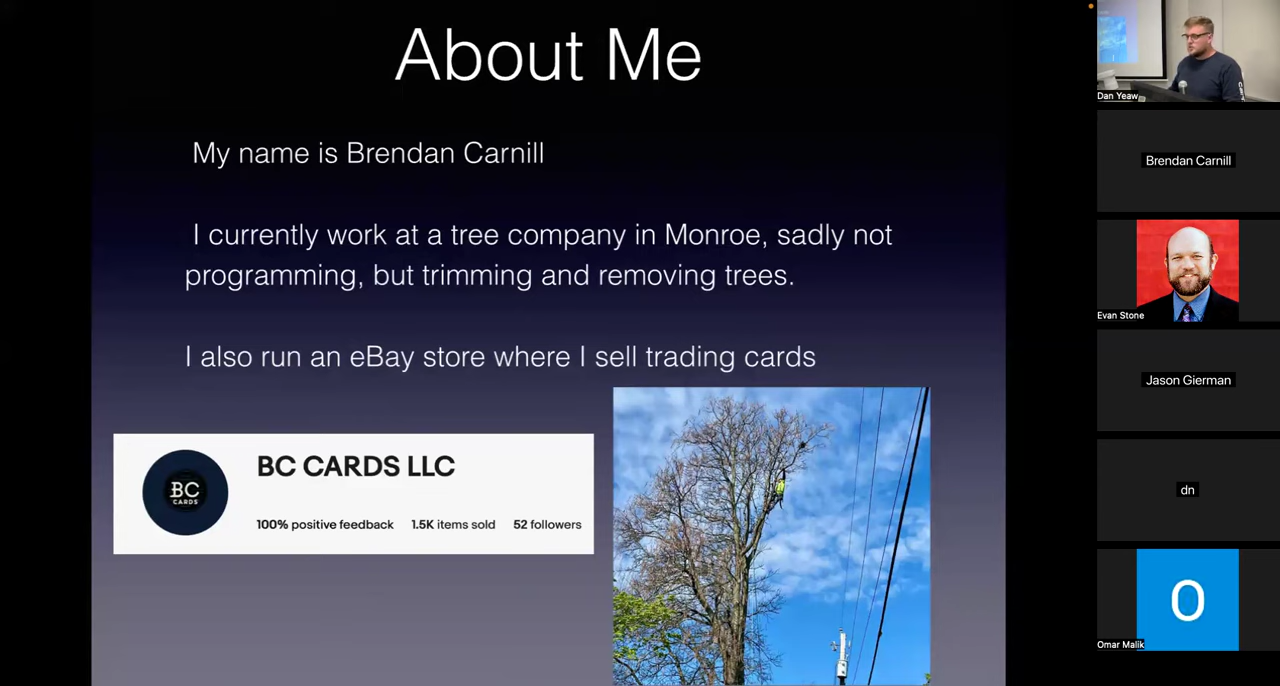 About Me
My name is Brendan Carnill
I currently work at a tree company in Monroe, sadly not
programming, but trimming and removing trees.
I also run an eBay store where I sell trading cards
BC
CARDS
BC CARDS LLC
100% positive feedback 1.5K items sold 52 followers
Dan Yeaw
Brendan Carnill
Evan Stone
Jason Gierman
dn
O
Omar Malik